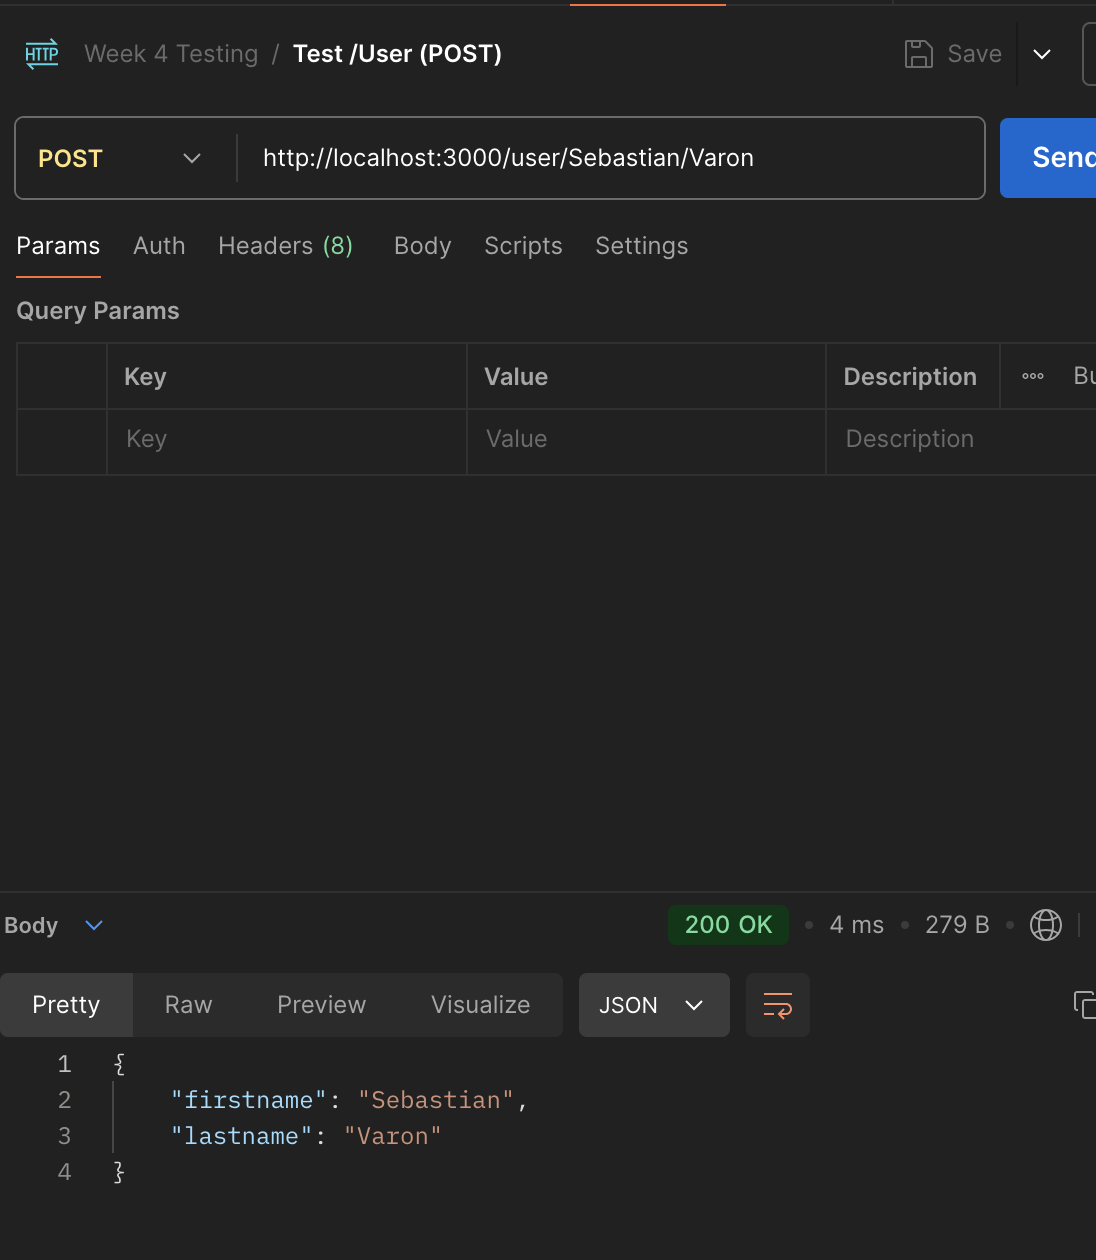 HTTP Week 4 Testing / Test /User (POST) Save
POST http://localhost:3000/user/Sebastian/Varon Send
Params Auth Headers (8) Body Scripts Settings
Query Params
Key Value Description ooo Bu
Key Value Description
Body 200 OK • 4 ms • 279 B •
Pretty Raw Preview Visualize JSON
1 {
2 "firstname": "Sebastian",
3 "lastname": "Varon"
4 }